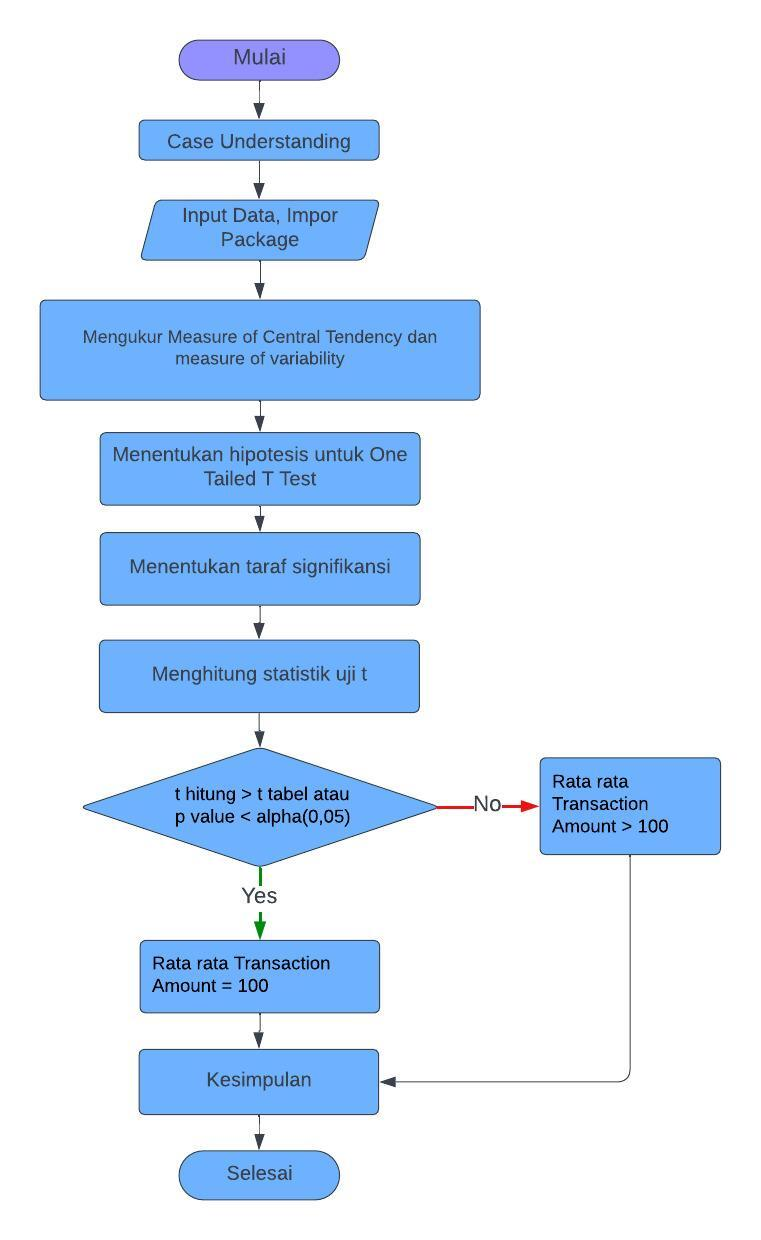 Mulai
Case Understanding
Input Data, Impor
Package
Mengukur Measure of Central Tendency dan
measure of variability
Menentukan hipotesis untuk One
Tailed T Test
Menentukan taraf signifikansi
Menghitung statistik uji t
t hitung > t tabel atau
p value < alpha(0,05)
No
Rata rata
Transaction
Amount > 100
Yes
Rata rata Transaction
Amount = 100
Kesimpulan
Selesai